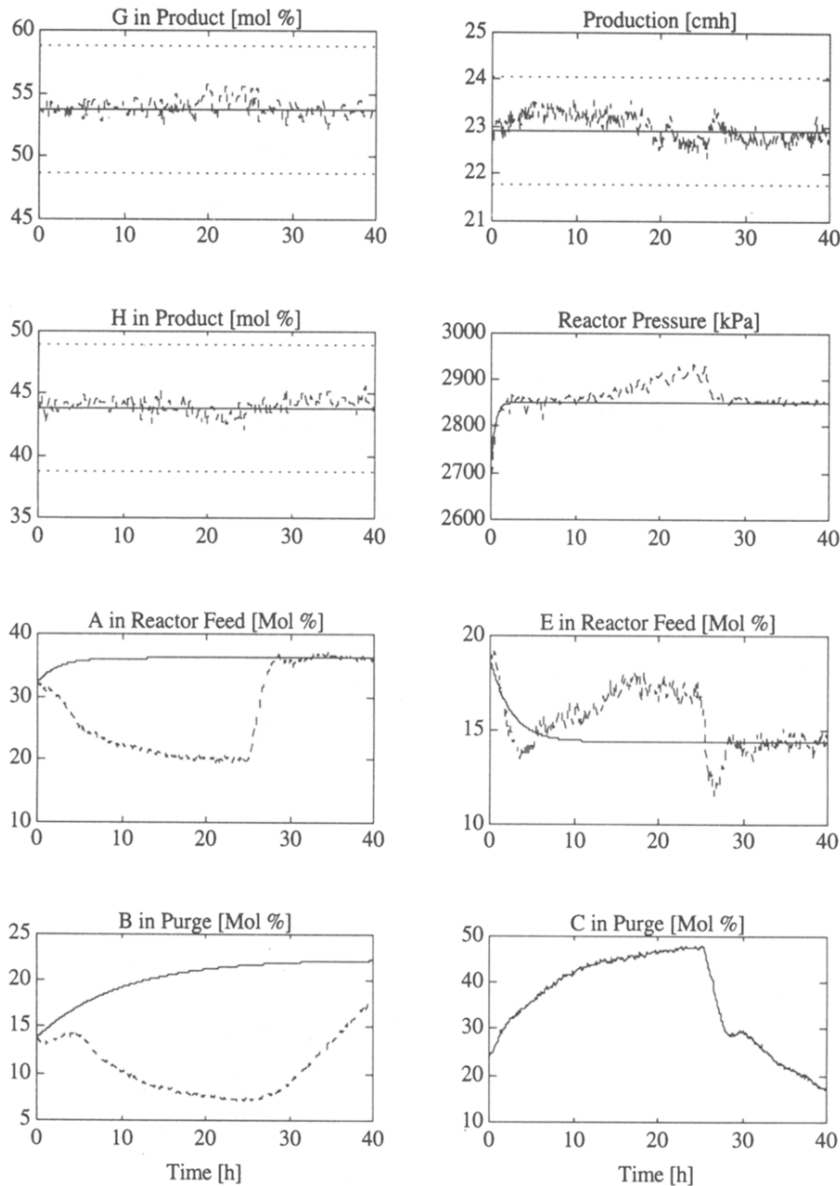 G in Product [mol %]
60
55
50
45
0 10 20 30 40
Production [cmh]
25
24
23
22
21
0 10 20 30 40
H in Product [mol %]
50
45
40
35
0 10 20 30 40
Reactor Pressure [kPa]
3000
2900
2800
2700
2600
0 10 20 30 40
A in Reactor Feed [Mol %]
40
30
20
10
0 10 20 30 40
E in Reactor Feed [Mol %]
20
15
10
0 10 20 30 40
B in Purge [Mol %]
25
20
15
10
5
0 10 20 30 40
Time [h]
C in Purge [Mol %]
50
40
30
20
10
0 10 20 30 40
Time [h]